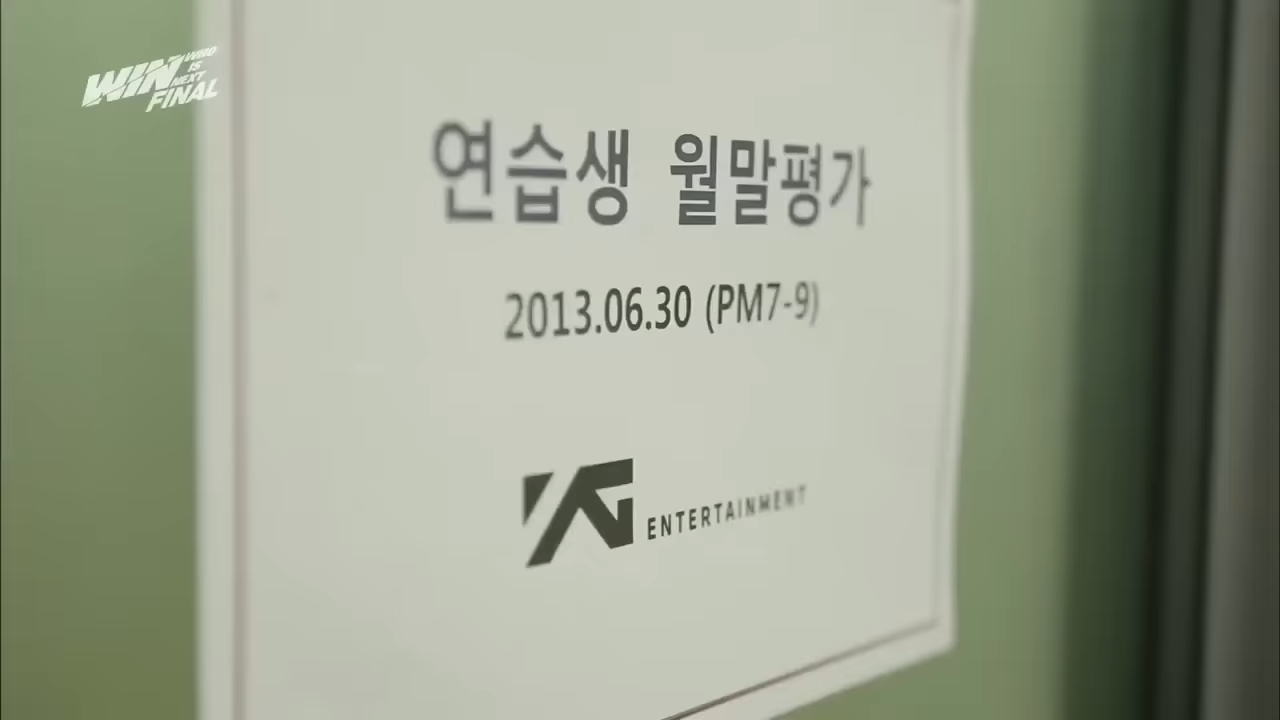 WIN WHO IS NEXT FINAL
연습생 월말평가
2013.06.30 (PM7-9)
YG ENTERTAINMENT